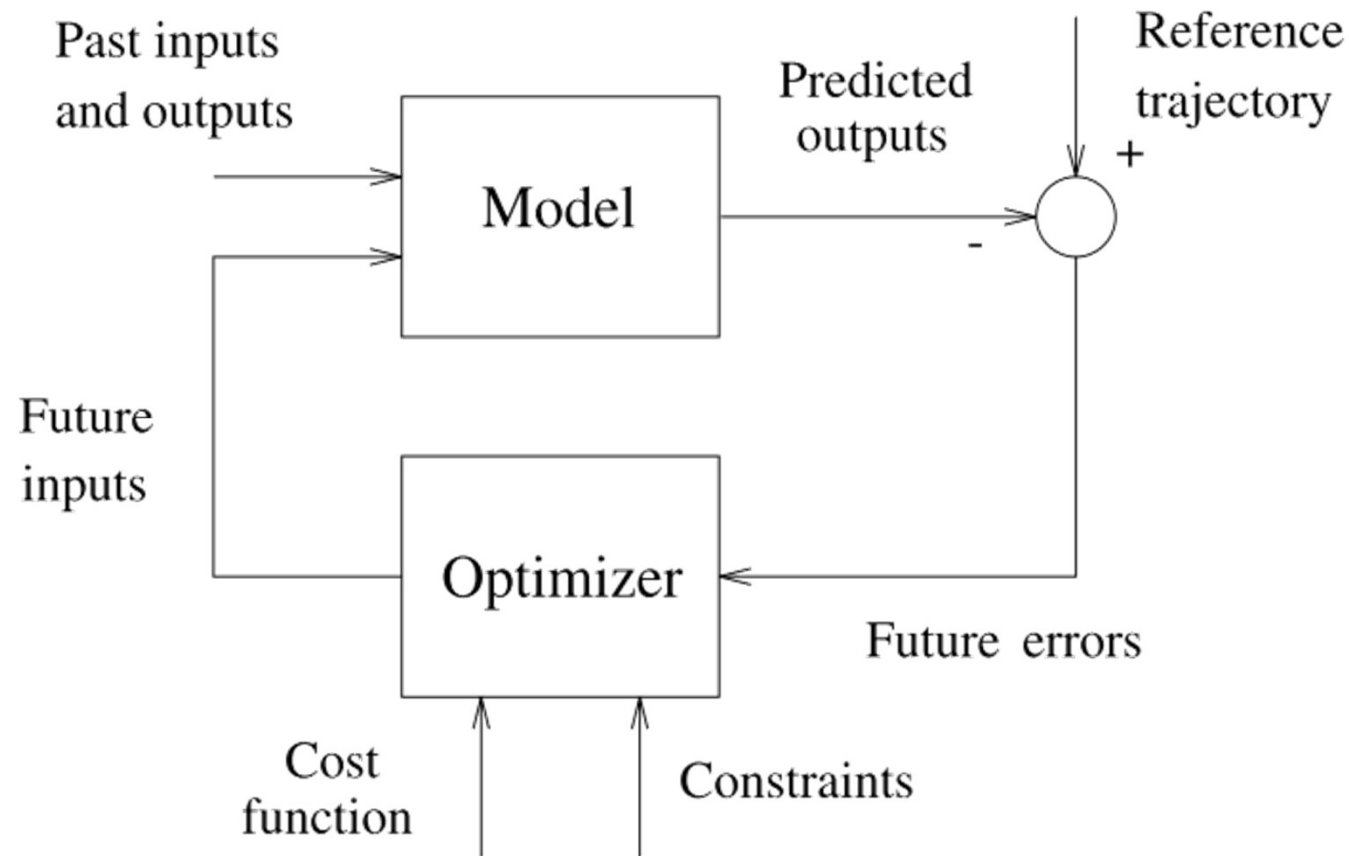 Past inputs
and outputs
Predicted
outputs
Reference
trajectory
+
Model
-
Future
inputs
Optimizer
Future errors
Cost
function
Constraints